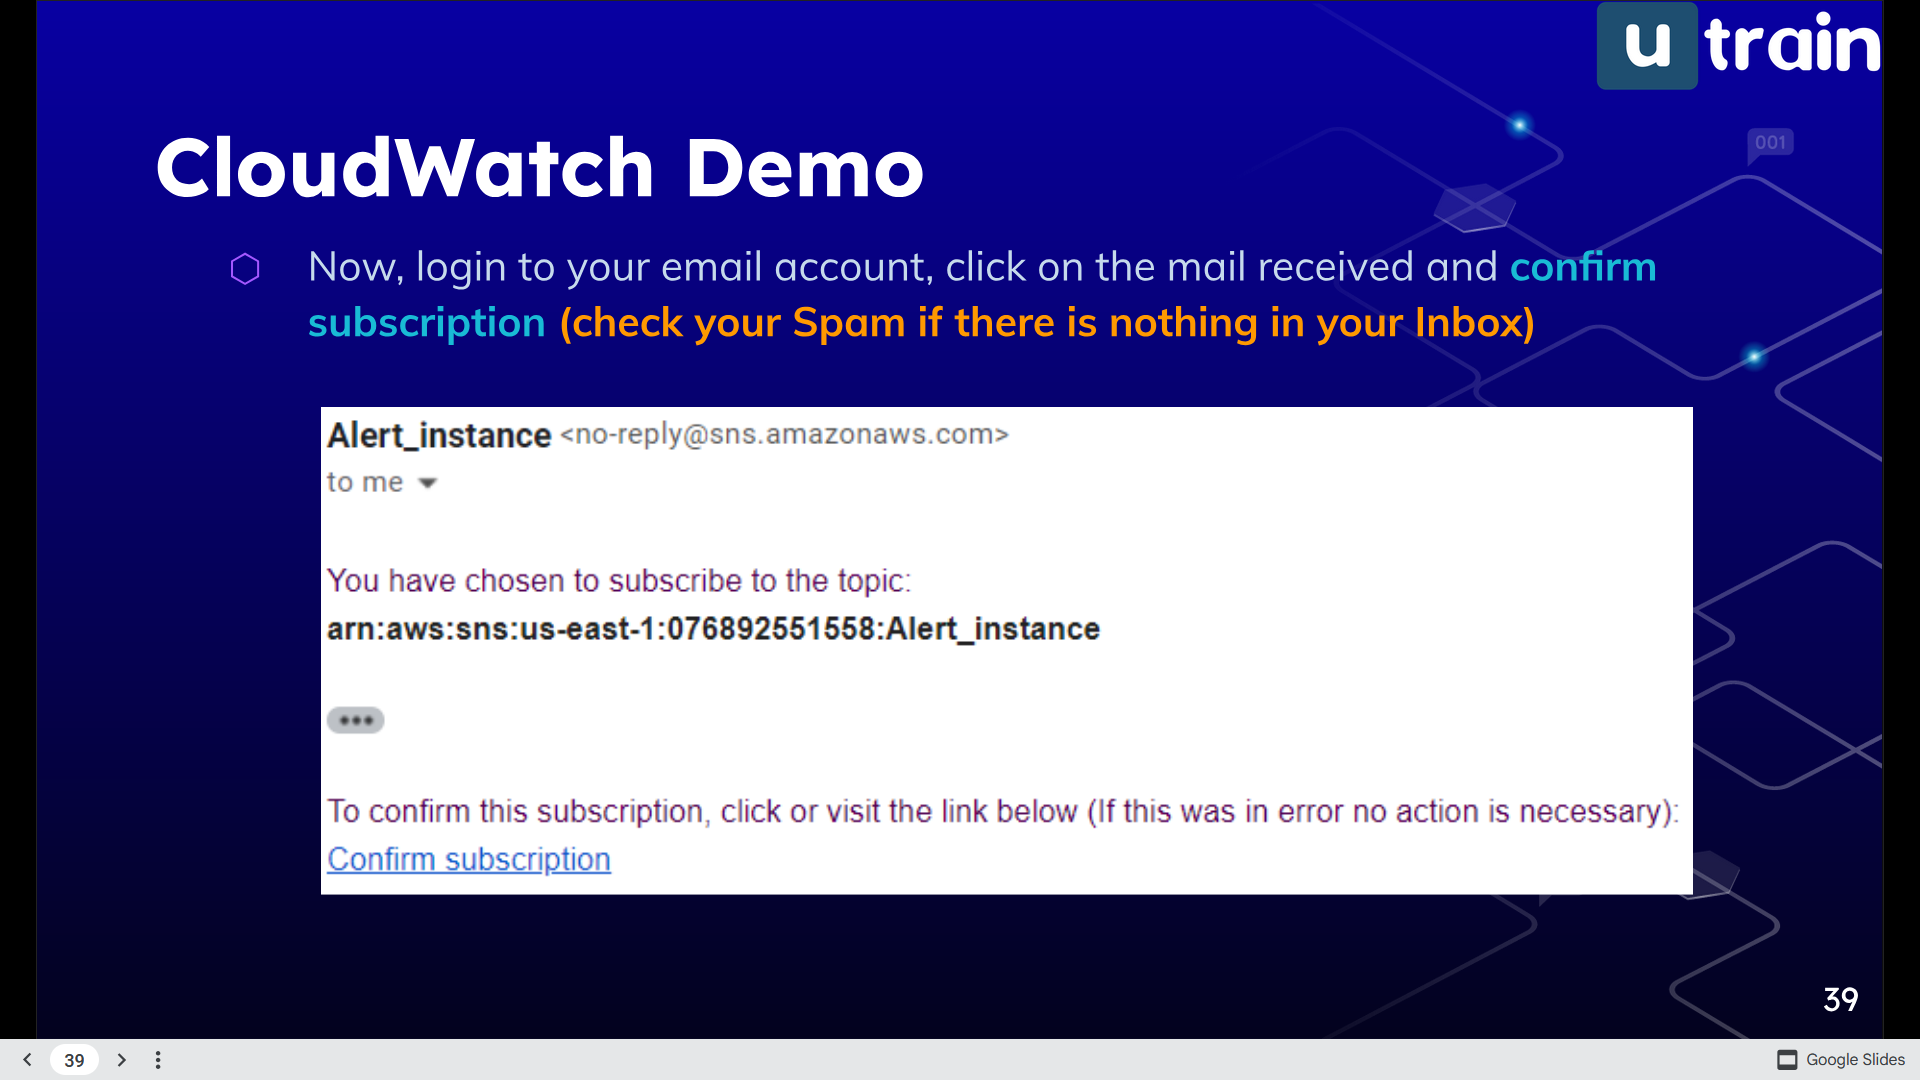 u train
001
CloudWatch Demo
Now, login to your email account, click on the mail received and confirm
subscription (check your Spam if there is nothing in your Inbox)
Alert_instance <no-reply@sns.amazonaws.com>
to me
You have chosen to subscribe to the topic:
arn:aws:sns:us-east-1:076892551558:Alert_instance
•••
To confirm this subscription, click or visit the link below (If this was in error no action is necessary):
Confirm subscription
39
39
Google Slides